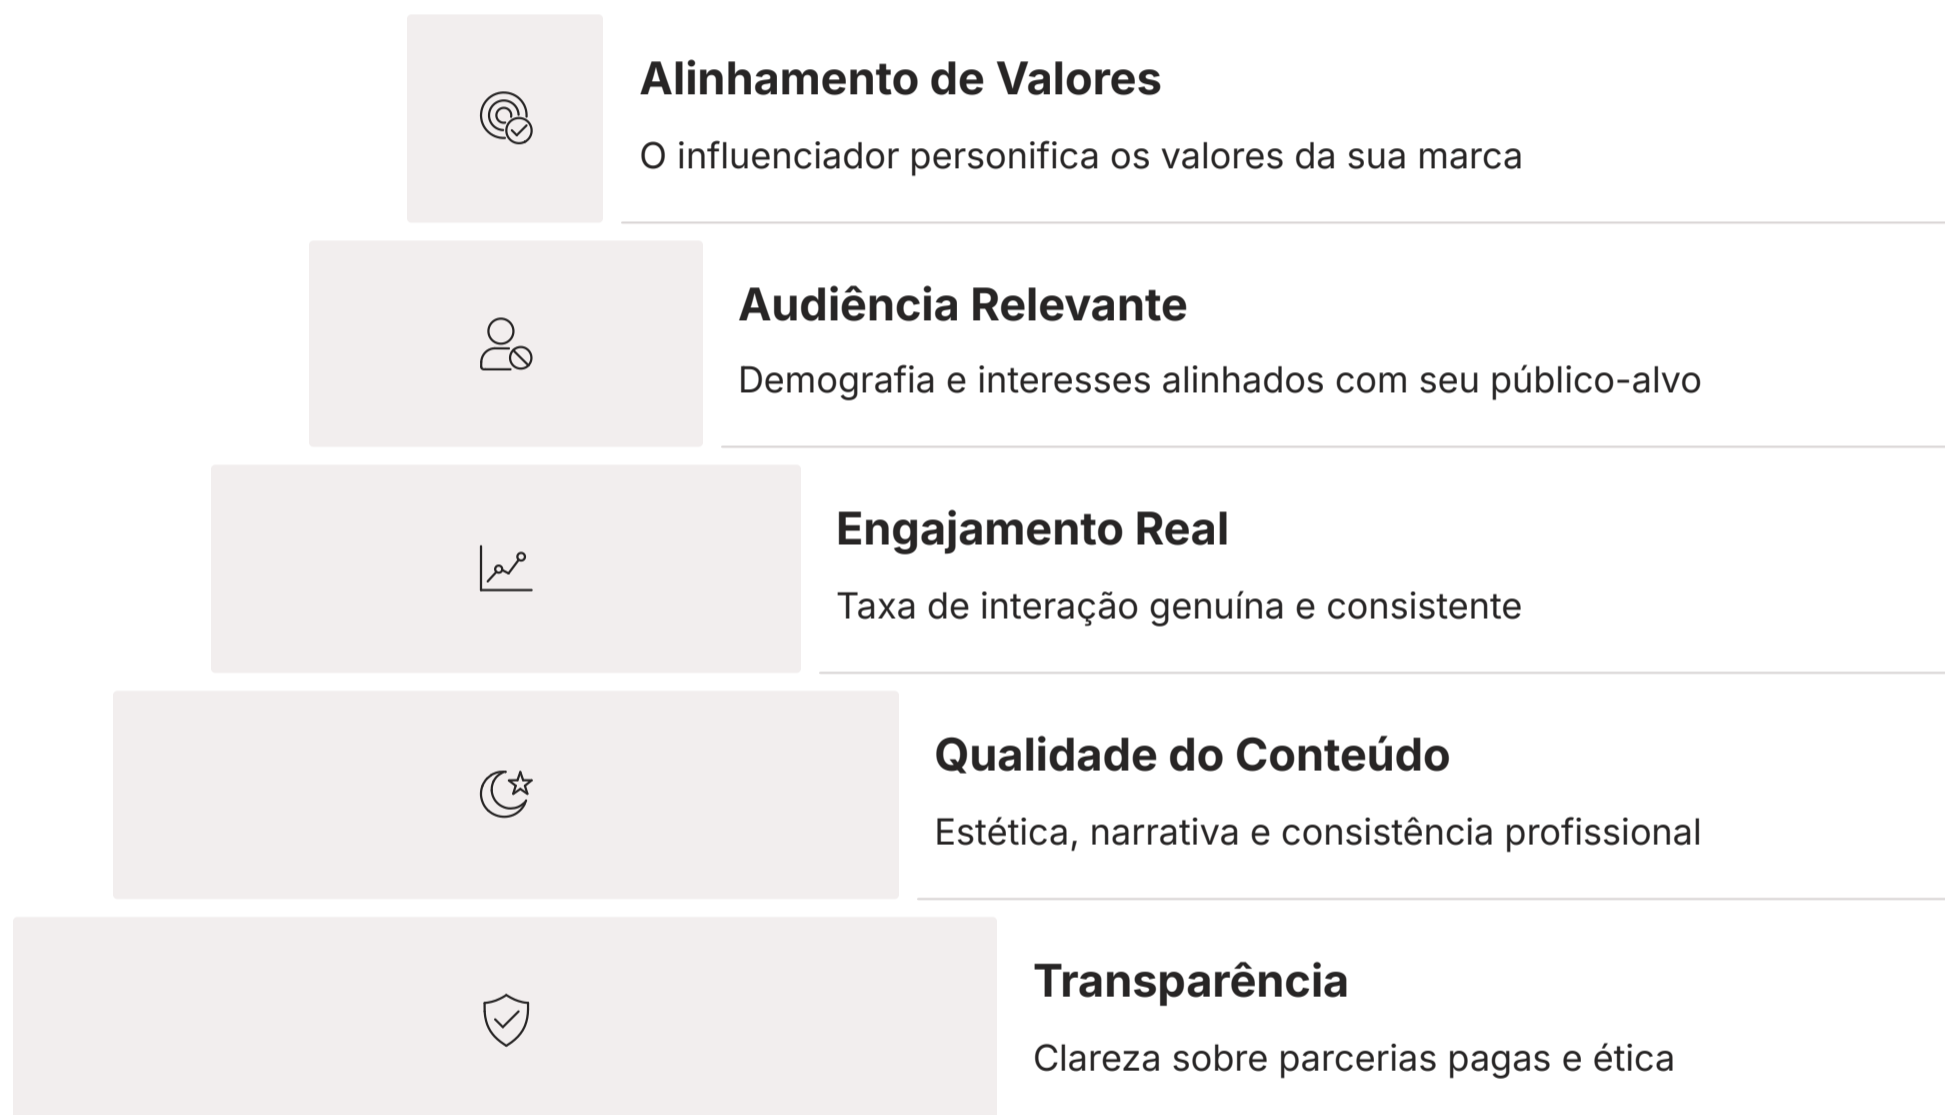 Alinhamento de Valores
O influenciador personifica os valores da sua marca
Audiência Relevante
Demografia e interesses alinhados com seu público-alvo
Engajamento Real
Taxa de interação genuína e consistente
Qualidade do Conteúdo
Estética, narrativa e consistência profissional
Transparência
Clareza sobre parcerias pagas e ética